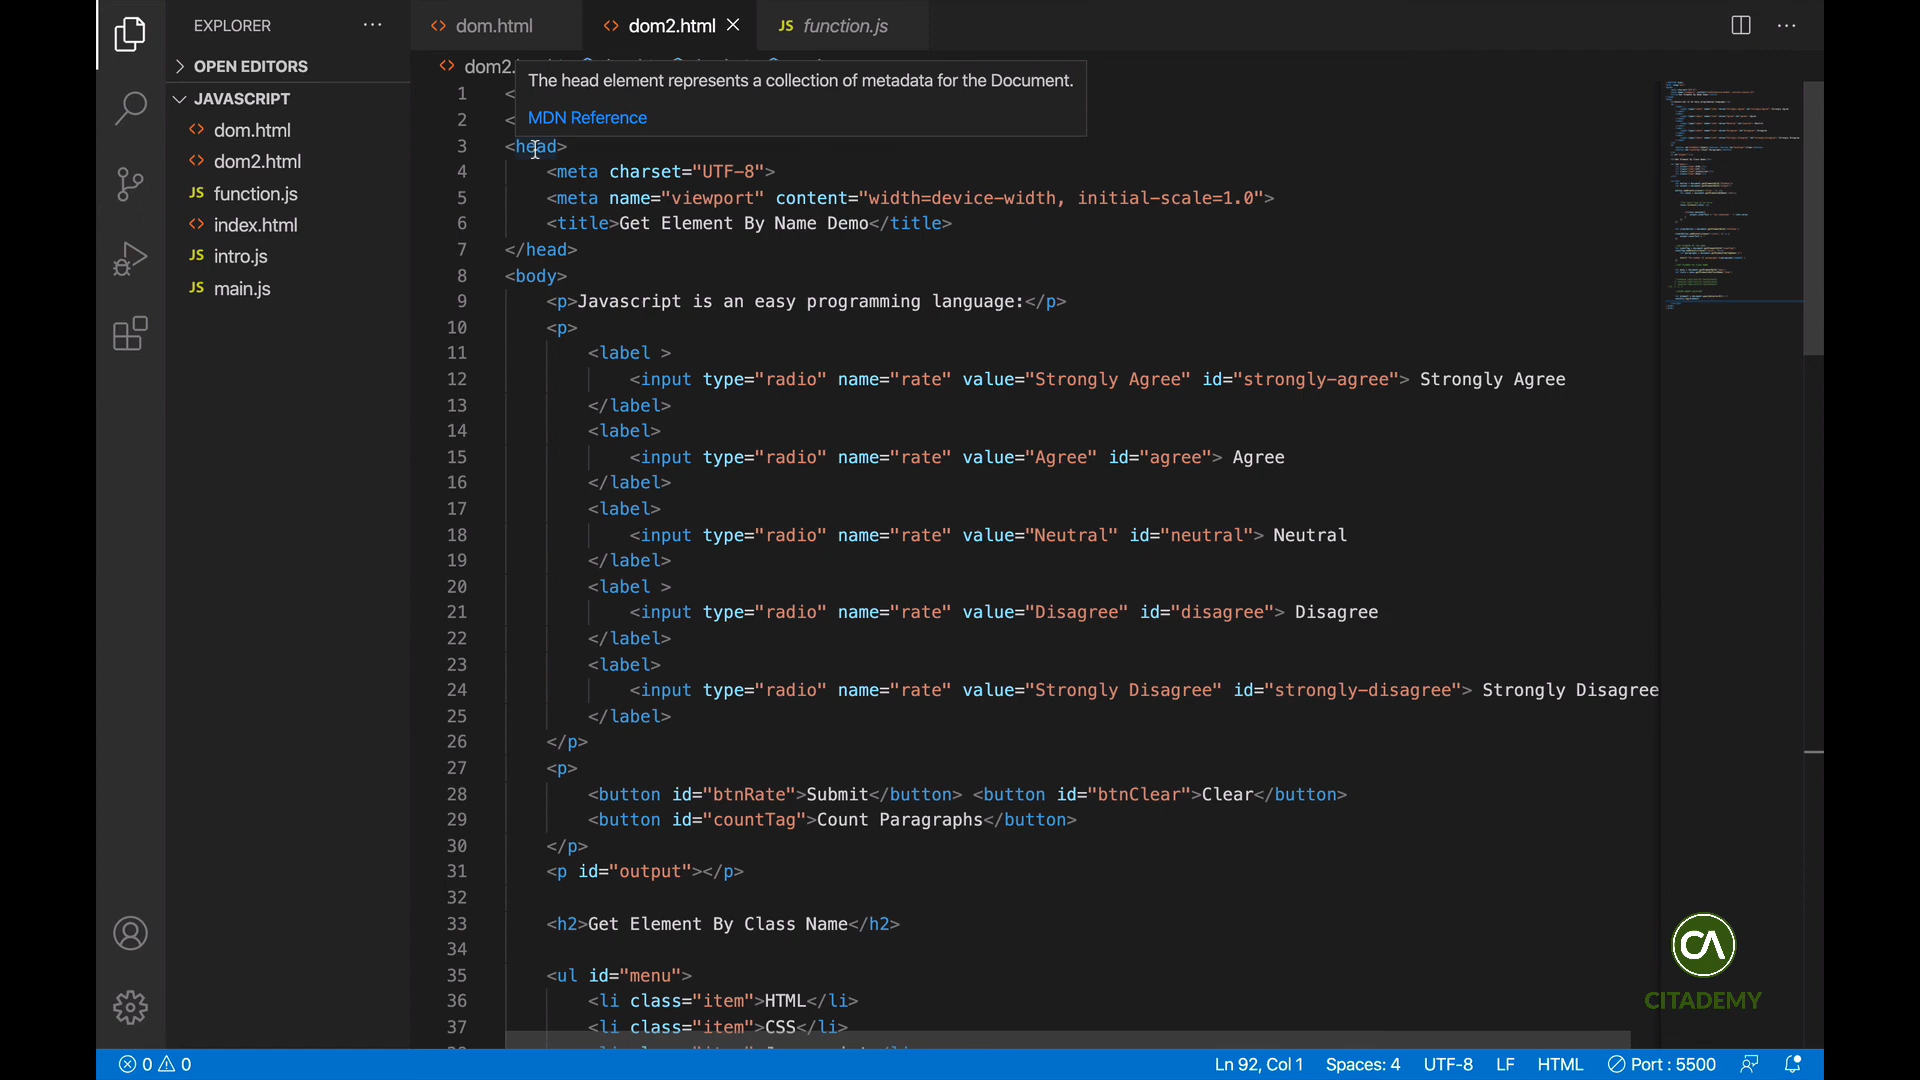 EXPLORER
OPEN EDITORS
JAVASCRIPT
dom.html
dom2.html
JS function.js
index.html
JS intro.js
JS main.js
dom.html
dom2.html
JS function.js
dom2.
The head element represents a collection of metadata for the Document.
MDN Reference
1 <
2 <
3 <head>
4 <meta charset="UTF-8">
5 <meta name="viewport" content="width=device-width, initial-scale=1.0">
6 <title>Get Element By Name Demo</title>
7 </head>
8 <body>
9 <p>Javascript is an easy programming language:</p>
10 <p>
11 <label >
12 <input type="radio" name="rate" value="Strongly Agree" id="strongly-agree"> Strongly Agree
13 </label>
14 <label>
15 <input type="radio" name="rate" value="Agree" id="agree"> Agree
16 </label>
17 <label>
18 <input type="radio" name="rate" value="Neutral" id="neutral"> Neutral
19 </label>
20 <label >
21 <input type="radio" name="rate" value="Disagree" id="disagree"> Disagree
22 </label>
23 <label>
24 <input type="radio" name="rate" value="Strongly Disagree" id="strongly-disagree"> Strongly Disagree
25 </label>
26 </p>
27 <p>
28 <button id="btnRate">Submit</button> <button id="btnClear">Clear</button>
29 <button id="countTag">Count Paragraphs</button>
30 </p>
31 <p id="output"></p>
32
33 <h2>Get Element By Class Name</h2>
34
35 <ul id="menu">
36 <li class="item">HTML</li>
37 <li class="item">CSS</li>
CA
CITADEMY
0 0
Ln 92, Col 1
Spaces: 4
UTF-8
LF
HTML
Port : 5500